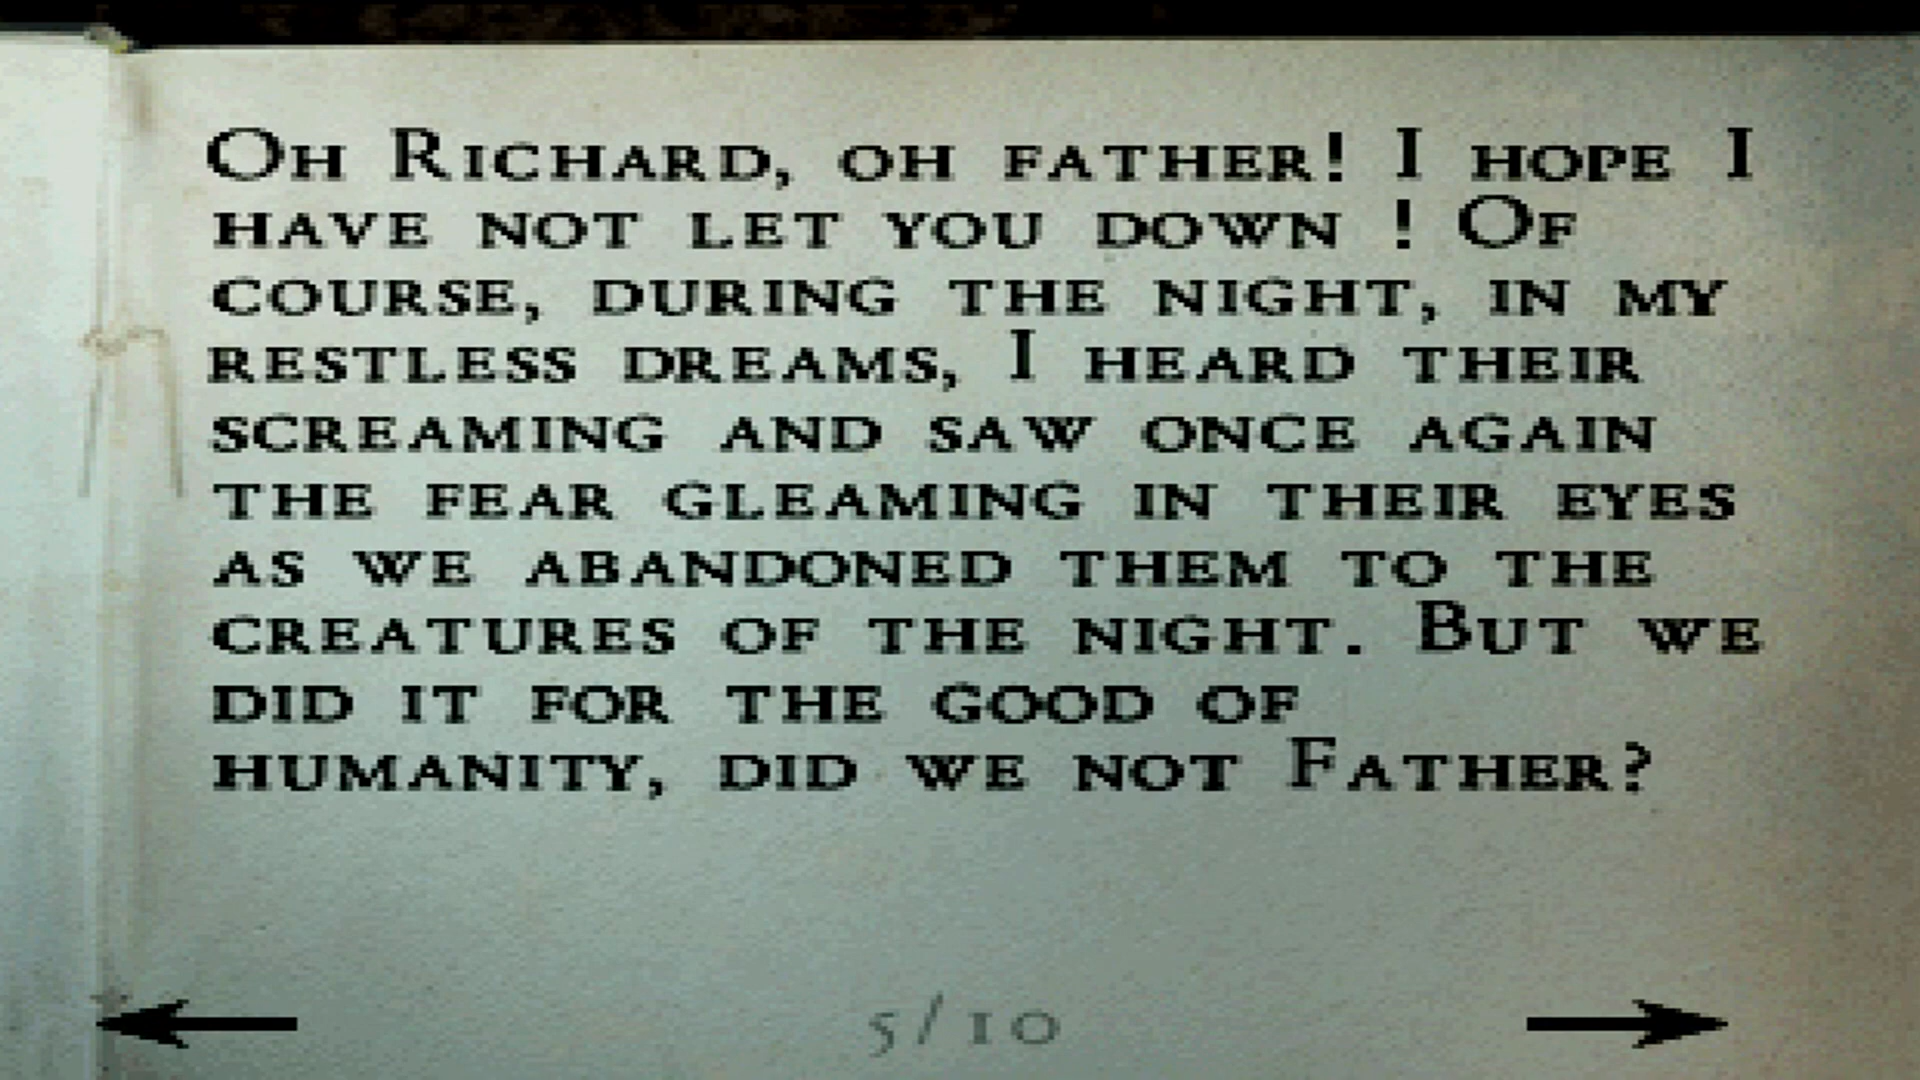 Oh Richard, oh father! I hope I
have not let you down ! Of
course, during the night, in my
restless dreams, I heard their
screaming and saw once again
the fear gleaming in their eyes
as we abandoned them to the
creatures of the night. But we
did it for the good of
humanity, did we not Father?
5/10